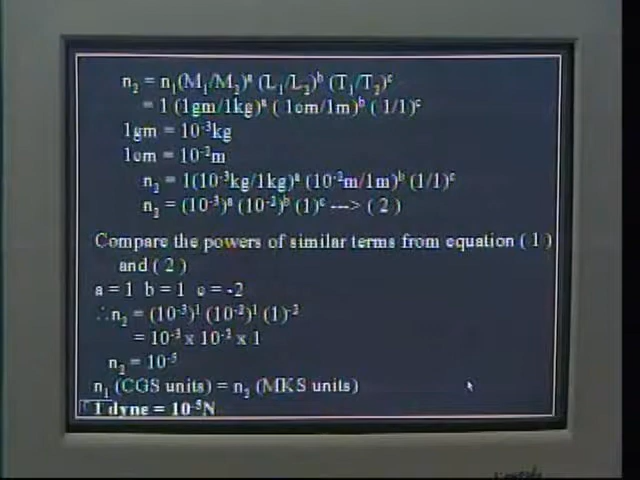 n₂ = n₁(M₁/M₂)ᵃ (L₁/L₂)ᵇ (T₁/T₂)ᶜ
= 1 (1gm/1kg)ᵃ ( 1cm/1m)ᵇ ( 1/1)ᶜ
1gm = 10⁻³kg
1cm = 10⁻²m
n₂ = 1(10⁻³kg/1kg)ᵃ (10⁻²m/1m)ᵇ (1/1)ᶜ
n₂ = (10⁻³)ᵃ (10⁻²)ᵇ (1)ᶜ ---> ( 2 )
Compare the powers of similar terms from equation ( 1 )
and ( 2 )
a = 1 b = 1 c = -2
∴n₂ = (10⁻³)¹ (10⁻²)¹ (1)⁻²
= 10⁻³ x 10⁻² x 1
n₂ = 10⁻⁵
n₁ (CGS units) = n₂ (MKS units)
1 dyne = 10⁻⁵N